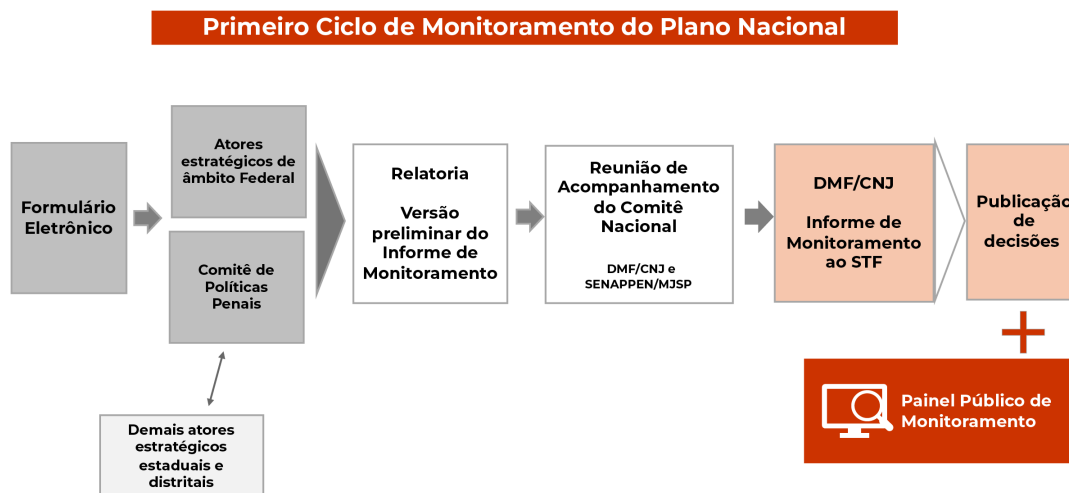 Primeiro Ciclo de Monitoramento do Plano Nacional
Formulário
Eletrônico
Atores
estratégicos de
âmbito Federal
Comitê de
Políticas
Penais
Demais atores
estratégicos
estaduais e
distritais
Relatoria
Versão
preliminar do
Informe de
Monitoramento
Reunião de
Acompanhamento
do Comitê
Nacional
DMF/CNJ e
SENAPPEN/MJSP
DMF/CNJ
Informe de
Monitoramento
ao STF
Publicação
de
decisões
Painel Público de
Monitoramento